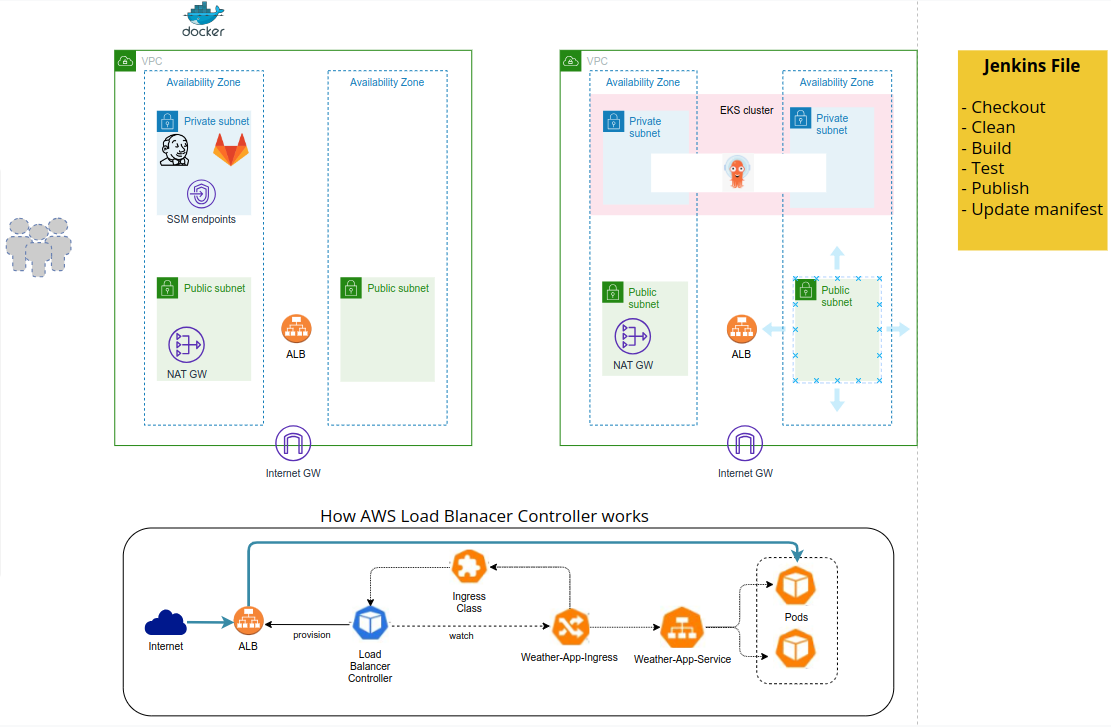 docker
VPC
Availability Zone
Availability Zone
Private subnet
SSM endpoints
Public subnet
Public subnet
NAT GW
ALB
Internet GW
VPC
Availability Zone
Availability Zone
EKS cluster
Private
subnet
Private
subnet
Public
subnet
Public
subnet
NAT GW
ALB
Internet GW
Jenkins File
- Checkout
- Clean
- Build
- Test
- Publish
- Update manifest
How AWS Load Blanacer Controller works
Internet
ALB
provision
Load
Balancer
Controller
Ingress
Class
watch
Weather-App-Ingress
Weather-App-Service
Pods